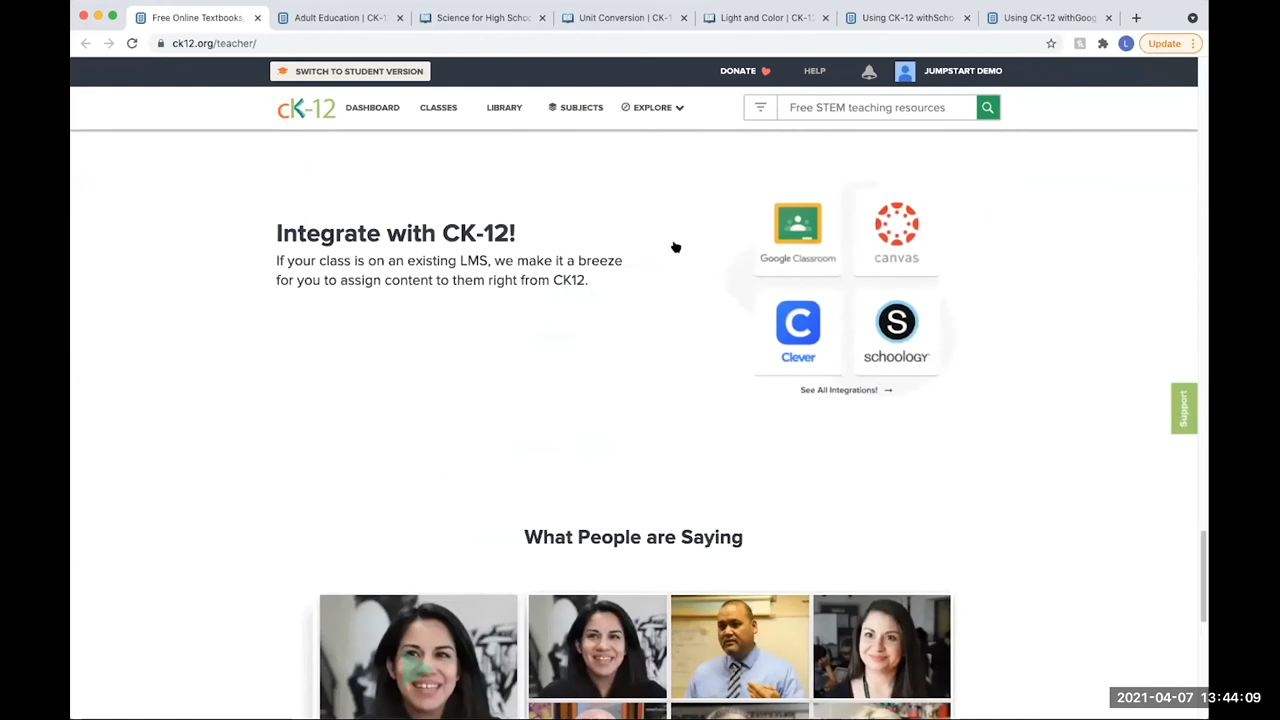 Free Online Textbooks,
Adult Education | CK-1
Science for High Schoo
Unit Conversion | CK-1
Light and Color | CK-1
Using CK-12 withScho
Using CK-12 withGoog
ck12.org/teacher/
L
Update
SWITCH TO STUDENT VERSION
DONATE
HELP
JUMPSTART DEMO
cK-12
DASHBOARD
CLASSES
LIBRARY
SUBJECTS
EXPLORE
Free STEM teaching resources
Integrate with CK-12!
If your class is on an existing LMS, we make it a breeze
for you to assign content to them right from CK12.
Google Classroom
canvas
C
Clever
S
schoology
See All Integrations! →
Support
What People are Saying
2021-04-07 13:44:09